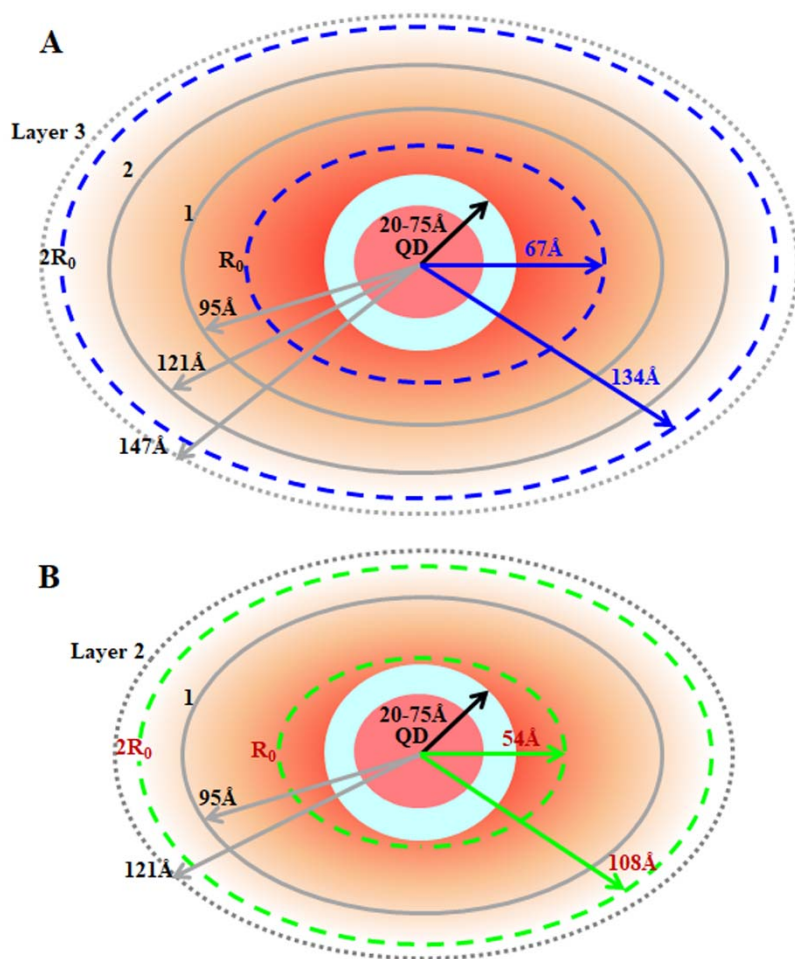 A
Layer 3
2
1
20-75Å
QD
2R₀
R₀
67Å
95Å
121Å
134Å
147Å
B
Layer 2
1
20-75Å
QD
2R₀
R₀
54Å
95Å
121Å
108Å